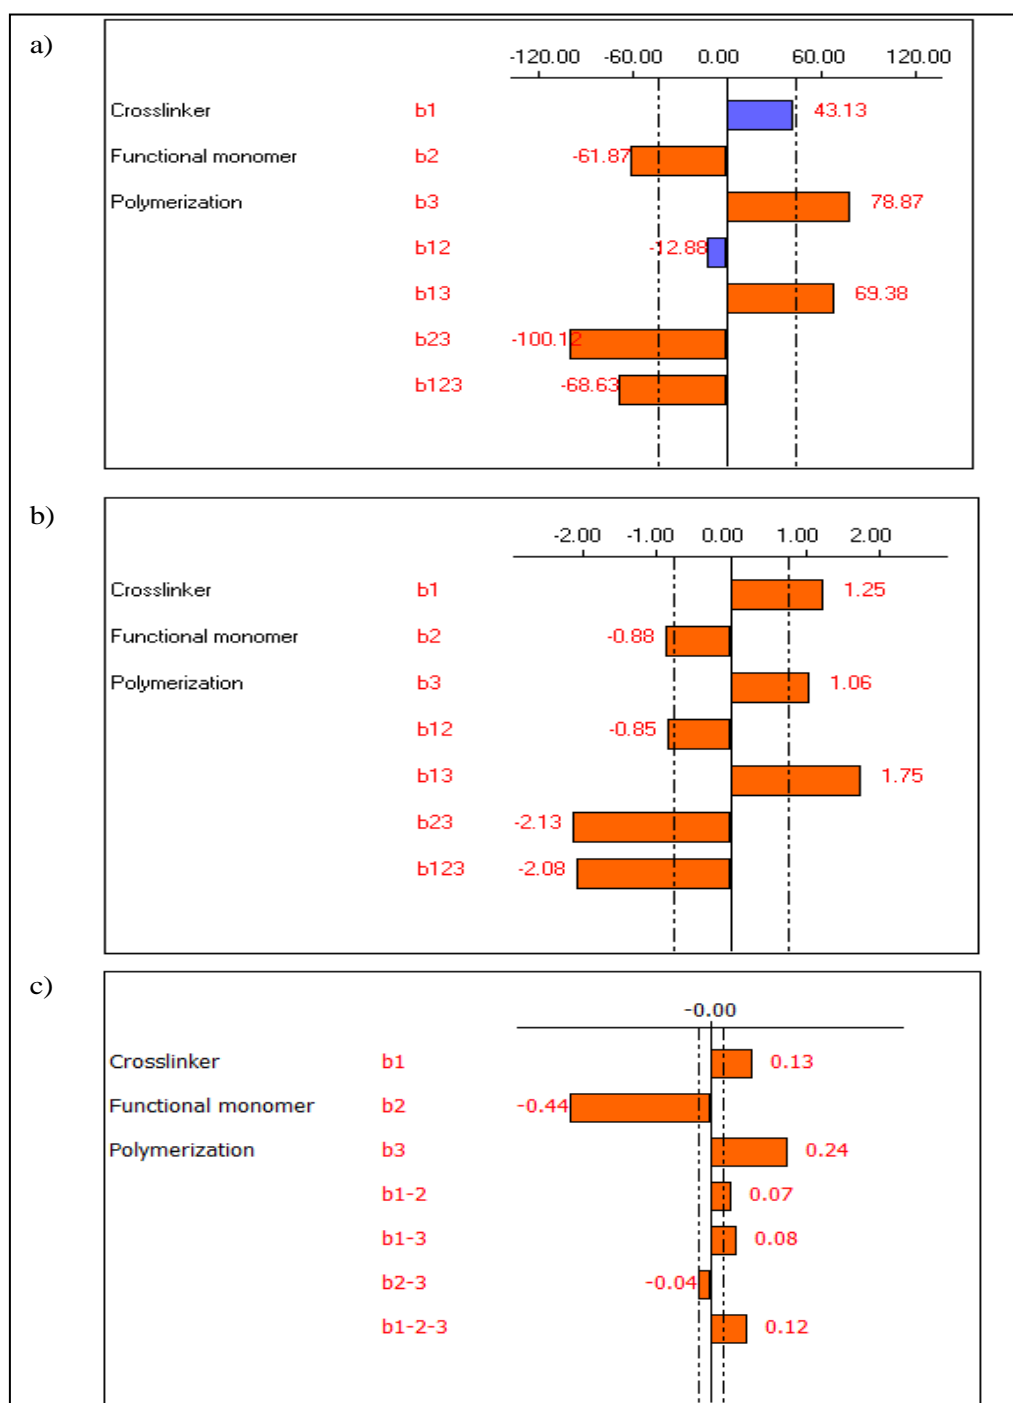 a)
-120.00 -60.00 0.00 60.00 120.00
Crosslinker b1 43.13
Functional monomer b2 -61.87
Polymerization b3 78.87
b12 -12.88
b13 69.38
b23 -100.12
b123 -68.63
b)
-2.00 -1.00 0.00 1.00 2.00
Crosslinker b1 1.25
Functional monomer b2 -0.88
Polymerization b3 1.06
b12 -0.85
b13 1.75
b23 -2.13
b123 -2.08
c)
-0.00
Crosslinker b1 0.13
Functional monomer b2 -0.44
Polymerization b3 0.24
b1-2 0.07
b1-3 0.08
b2-3 -0.04
b1-2-3 0.12